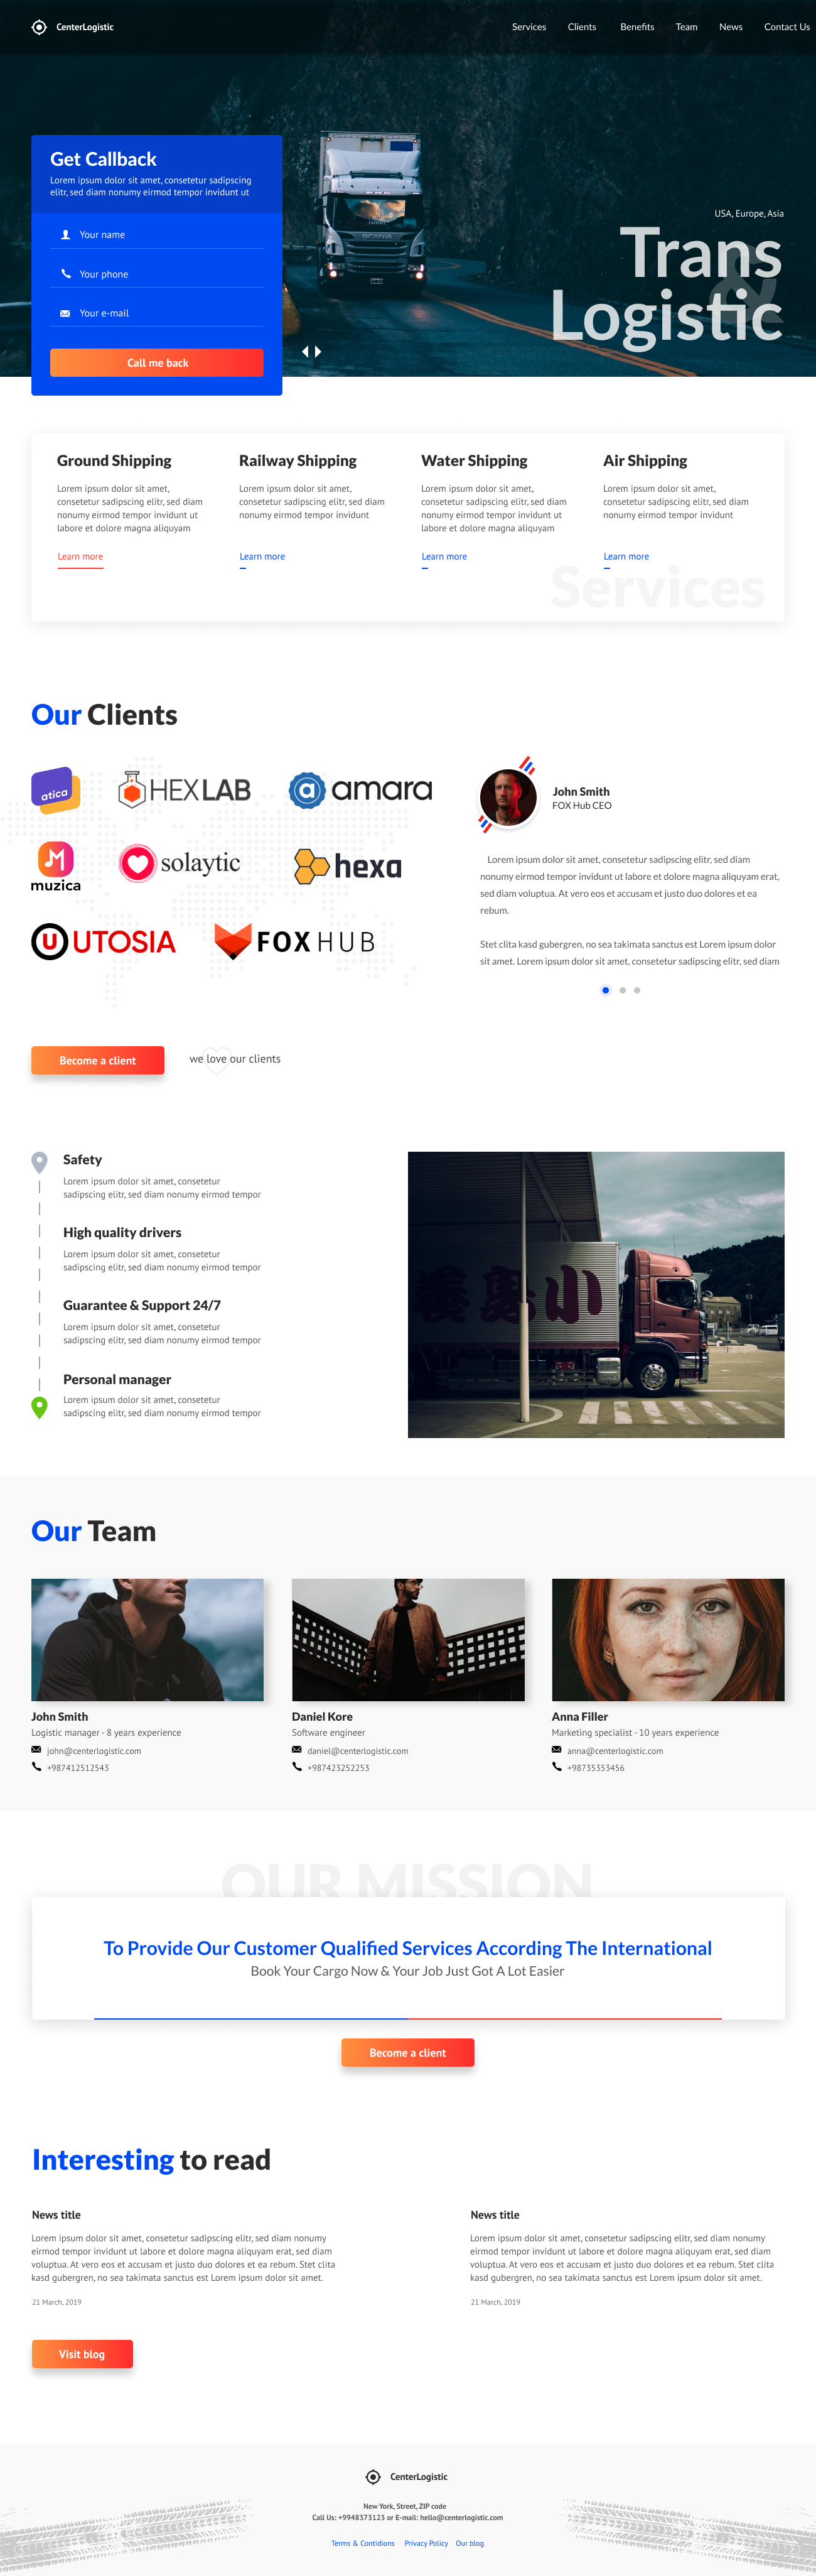 CenterLogistic
Services Clients Benefits Team News Contact Us
Get Callback
Lorem ipsum dolor sit amet, consetetur sadipscing
elitr, sed diam nonumy eirmod tempor invidunt ut
Your name
Your phone
Your e-mail
Call me back
SCANIA
USA, Europe, Asia
&
Trans
Logistic
Ground Shipping
Lorem ipsum dolor sit amet,
consetetur sadipscing elitr, sed diam
nonumy eirmod tempor invidunt ut
labore et dolore magna aliquyam
Learn more
Railway Shipping
Lorem ipsum dolor sit amet,
consetetur sadipscing elitr, sed diam
nonumy eirmod tempor invidunt
Learn more
Water Shipping
Lorem ipsum dolor sit amet,
consetetur sadipscing elitr, sed diam
nonumy eirmod tempor invidunt ut
labore et dolore magna aliquyam
Learn more
Air Shipping
Lorem ipsum dolor sit amet,
consetetur sadipscing elitr, sed diam
nonumy eirmod tempor invidunt
Learn more
Services
Our Clients
atica
HEXLAB
amara
muzica
solaytic
hexa
UTOSIA
FOXHUB
John Smith
FOX Hub CEO
Lorem ipsum dolor sit amet, consetetur sadipscing elitr, sed diam
nonumy eirmod tempor invidunt ut labore et dolore magna aliquyam erat,
sed diam voluptua. At vero eos et accusam et justo duo dolores et ea
rebum.
Stet clita kasd gubergren, no sea takimata sanctus est Lorem ipsum dolor
sit amet. Lorem ipsum dolor sit amet, consetetur sadipscing elitr, sed diam
Become a client
we love our clients
Safety
Lorem ipsum dolor sit amet, consetetur
sadipscing elitr, sed diam nonumy eirmod tempor
High quality drivers
Lorem ipsum dolor sit amet, consetetur
sadipscing elitr, sed diam nonumy eirmod tempor
Guarantee & Support 24/7
Lorem ipsum dolor sit amet, consetetur
sadipscing elitr, sed diam nonumy eirmod tempor
Personal manager
Lorem ipsum dolor sit amet, consetetur
sadipscing elitr, sed diam nonumy eirmod tempor
Our Team
John Smith
Logistic manager - 8 years experience
john@centerlogistic.com
+987412512543
Daniel Kore
Software engineer
daniel@centerlogistic.com
+987423252253
Anna Filler
Marketing specialist - 10 years experience
anna@centerlogistic.com
+98735353456
OUR MISSION
To Provide Our Customer Qualified Services According The International
Book Your Cargo Now & Your Job Just Got A Lot Easier
Become a client
Interesting to read
News title
Lorem ipsum dolor sit amet, consetetur sadipscing elitr, sed diam nonumy
eirmod tempor invidunt ut labore et dolore magna aliquyam erat, sed diam
voluptua. At vero eos et accusam et justo duo dolores et ea rebum. Stet clita
kasd gubergren, no sea takimata sanctus est Lorem ipsum dolor sit amet.
21 March, 2019
News title
Lorem ipsum dolor sit amet, consetetur sadipscing elitr, sed diam nonumy
eirmod tempor invidunt ut labore et dolore magna aliquyam erat, sed diam
voluptua. At vero eos et accusam et justo duo dolores et ea rebum. Stet clita
kasd gubergren, no sea takimata sanctus est Lorem ipsum dolor sit amet.
21 March, 2019
Visit blog
CenterLogistic
New York, Street, ZIP code
Call Us: +9948373123 or E-mail: hello@centerlogistic.com
Terms & Contidions Privacy Policy Our blog